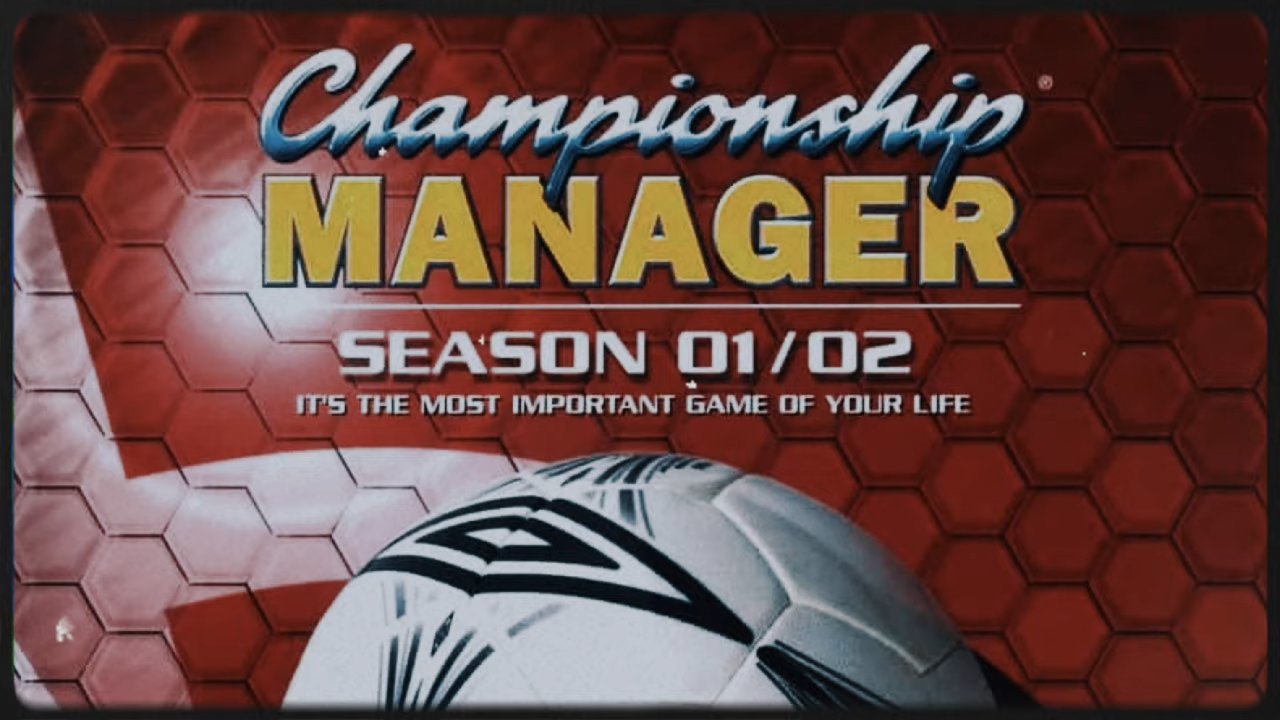 Championship®
MANAGER
SEASON 01/02
IT'S THE MOST IMPORTANT GAME OF YOUR LIFE